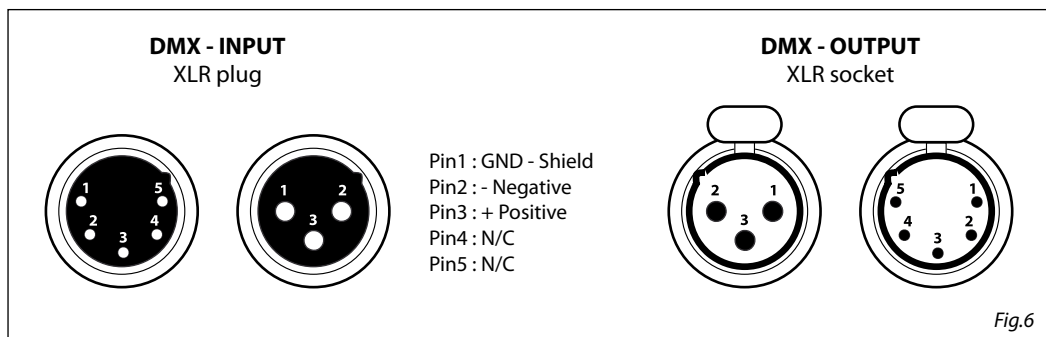 DMX - INPUT
XLR plug
1
5
2
4
3
1
2
3
Pin1 : GND - Shield
Pin2 : - Negative
Pin3 : + Positive
Pin4 : N/C
Pin5 : N/C
DMX - OUTPUT
XLR socket
2
1
3
5
1
4
2
3
Fig.6